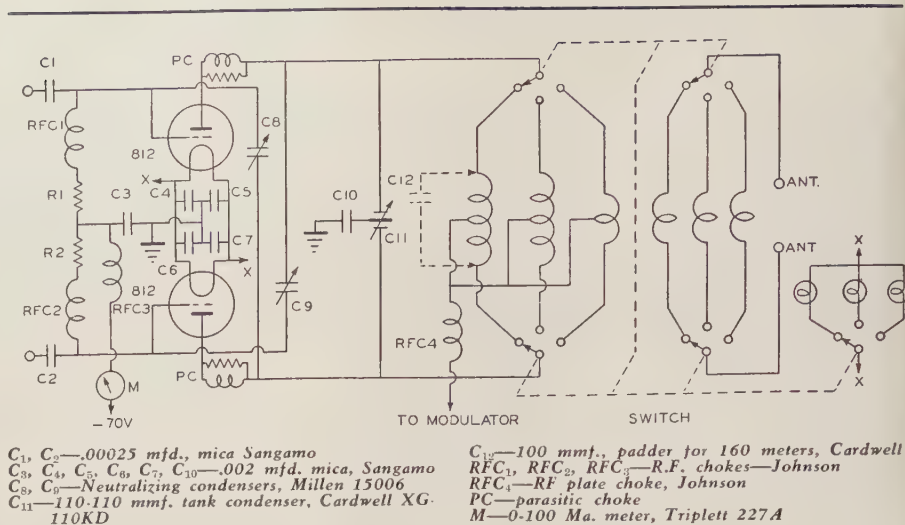 C1
PC
RFC1
812
C8
R1
C3
X
C4
C5
C12
C10
C11
ANT.
R2
C7
C6
X
ANT
X
812
RFC2
RFC3
C9
RFC4
C2
PC
M
X
-70V
TO MODULATOR
SWITCH
C₁, C₂—.00025 mfd., mica Sangamo
C₃, C₄, C₅, C₆, C₇, C₁₀—.002 mfd. mica, Sangamo
C₈, C₉—Neutralizing condensers, Millen 15006
C₁₁—110-110 mmf. tank condenser, Cardwell XG-
110KD
C₁₂—100 mmf., padder for 160 meters, Cardwell
RFC₁, RFC₂, RFC₃—R.F. chokes—Johnson
RFC₄—RF plate choke, Johnson
PC—parasitic choke
M—0-100 Ma. meter, Triplett 227A